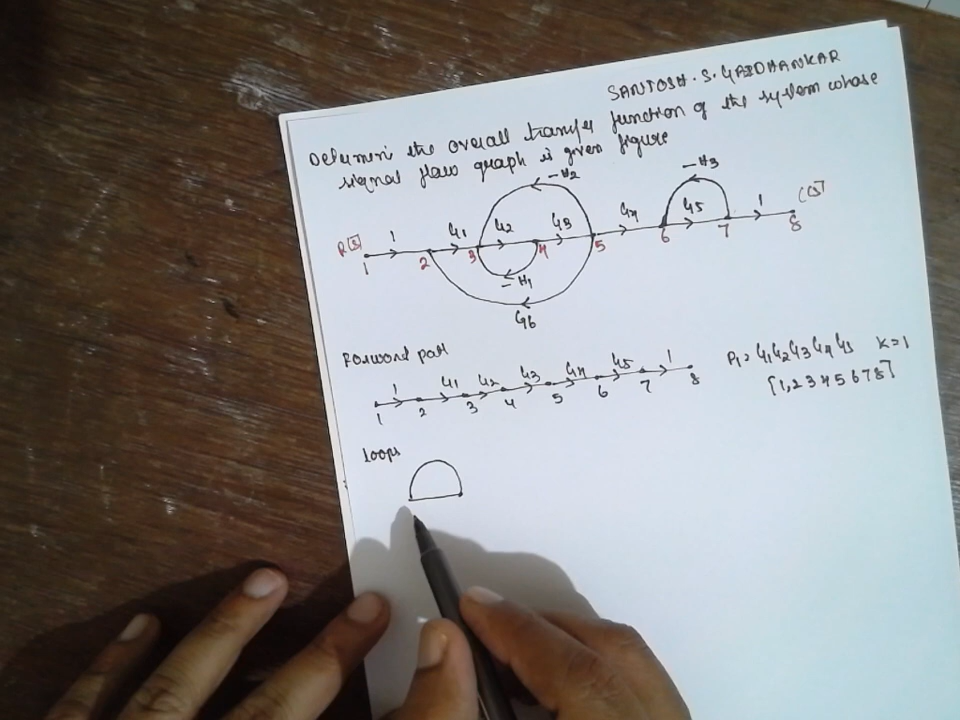 SANTOSH.S.GAIDHANKAR
Determine the overall transfer function of the system whose
signal flow graph is given figure
-H2
-H3
R(S) 1 G1 G2 G3 G4 G5 1 C(S)
1 2 3 4 5 6 7 8
-H1
G6
Forword path
1 G1 G2 G3 G4 G5 1
1 2 3 4 5 6 7 8
P1 = G1G2G3G4G5 K=1
[1,2 3 4 5 6 7 8]
loops